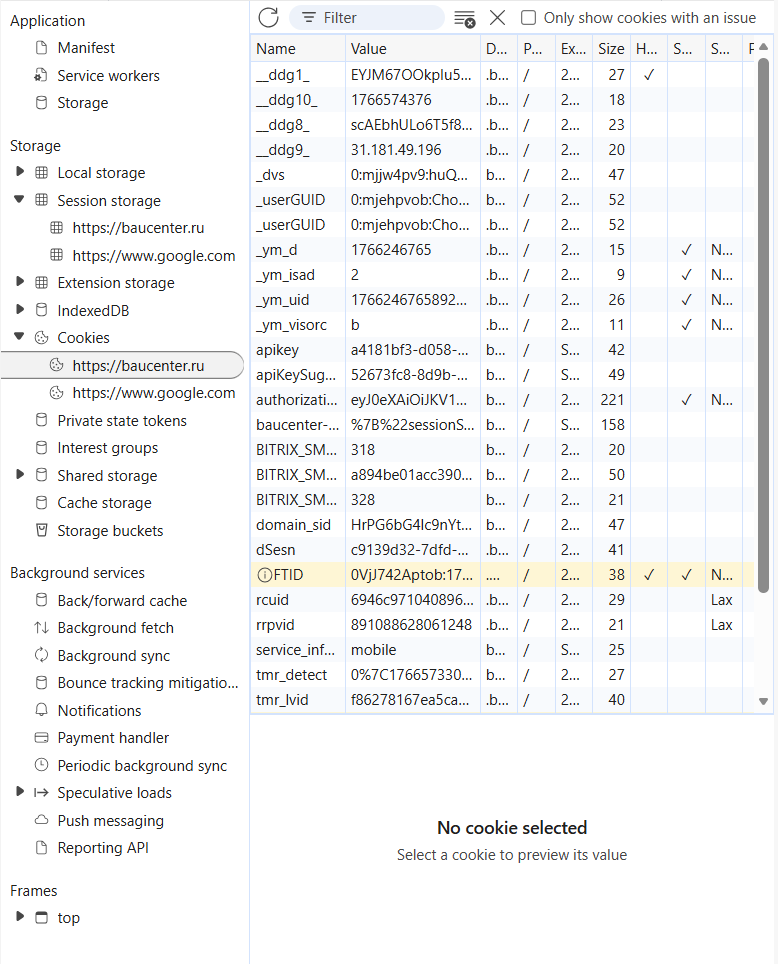 Application
Manifest
Service workers
Storage
Storage
Local storage
Session storage
https://baucenter.ru
https://www.google.com
Extension storage
IndexedDB
Cookies
https://baucenter.ru
https://www.google.com
Private state tokens
Interest groups
Shared storage
Cache storage
Storage buckets
Background services
Back/forward cache
Background fetch
Background sync
Bounce tracking mitigatio...
Notifications
Payment handler
Periodic background sync
Speculative loads
Push messaging
Reporting API
Frames
top
Filter Only show cookies with an issue
Name Value D... P... Ex... Size H... S... S... P
__ddg1_ EYJM67OOkplu5... .b... / 2... 27 ✓
__ddg10_ 1766574376 .b... / 2... 18
__ddg8_ scAEbhULo6T5f8... .b... / 2... 23
__ddg9_ 31.181.49.196 .b... / 2... 20
_dvs 0:mjjw4pv9:huQ... b... / 2... 47
_userGUID 0:mjehpvob:Cho... b... / 2... 52
_userGUID 0:mjehpvob:Cho... .b... / 2... 52
_ym_d 1766246765 .b... / 2... 15 ✓ N...
_ym_isad 2 .b... / 2... 9 ✓ N...
_ym_uid 1766246765892... .b... / 2... 26 ✓ N...
_ym_visorc b .b... / 2... 11 ✓ N...
apikey a4181bf3-d058-... b... / S... 42
apiKeySug... 52673fc8-8d9b-... b... / S... 49
authorizati... eyJ0eXAiOiJKV1... b... / 2... 221 ✓ N...
baucenter-... %7B%22sessionS... b... / S... 158
BITRIX_SM... 318 b... / 2... 20
BITRIX_SM... a894be01acc390... b... / 2... 50
BITRIX_SM... 328 b... / 2... 21
domain_sid HrPG6bG4Ic9nYt... b... / 2... 47
dSesn c9139d32-7dfd-... b... / 2... 41
FTID 0VjJ742Aptob:17... .... / 2... 38 ✓ ✓ N...
rcuid 6946c971040896... .b... / 2... 29 Lax
rrpvid 891088628061248 .b... / 2... 21 Lax
service_inf... mobile b... / S... 25
tmr_detect 0%7C176657330... .b... / 2... 27
tmr_lvid f86278167ea5ca... .b... / 2... 40
No cookie selected
Select a cookie to preview its value